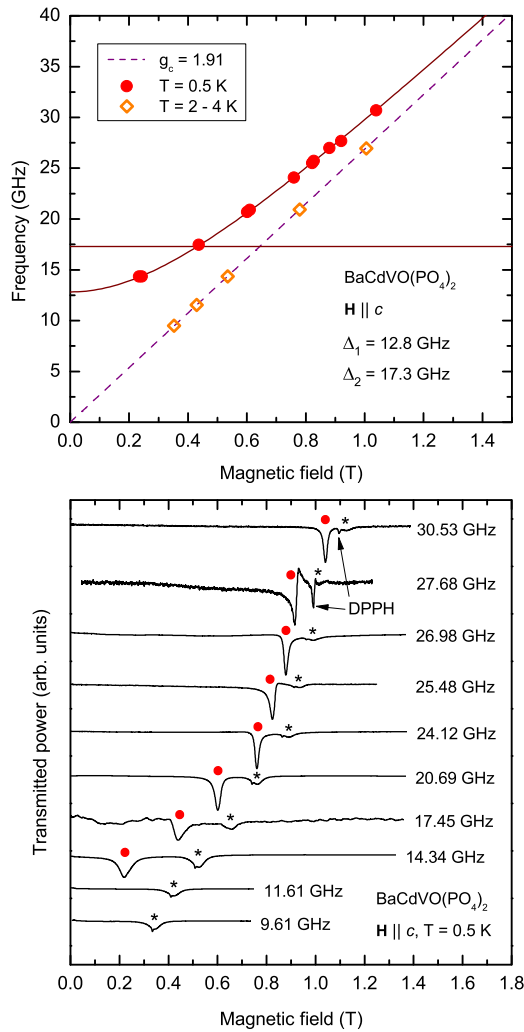 40
35
30
25
20
15
10
5
0
Frequency (GHz)
g_c = 1.91
T = 0.5 K
T = 2 - 4 K
BaCdVO(PO₄)₂
H || c
Δ₁ = 12.8 GHz
Δ₂ = 17.3 GHz
0.0 0.2 0.4 0.6 0.8 1.0 1.2 1.4
Magnetic field (T)
Transmitted power (arb. units)
* 30.53 GHz
* 27.68 GHz
DPPH
* 26.98 GHz
* 25.48 GHz
* 24.12 GHz
* 20.69 GHz
* 17.45 GHz
* 14.34 GHz
* 11.61 GHz
* 9.61 GHz
BaCdVO(PO₄)₂
H || c, T = 0.5 K
0.0 0.2 0.4 0.6 0.8 1.0 1.2 1.4 1.6 1.8
Magnetic field (T)